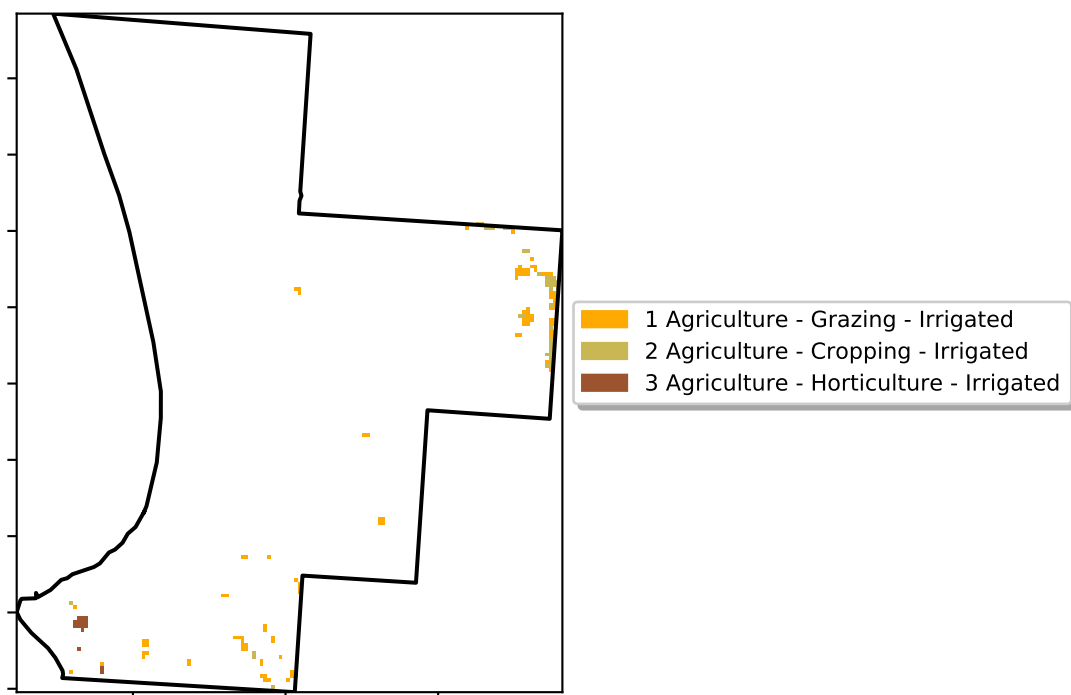 1 Agriculture - Grazing - Irrigated
2 Agriculture - Cropping - Irrigated
3 Agriculture - Horticulture - Irrigated